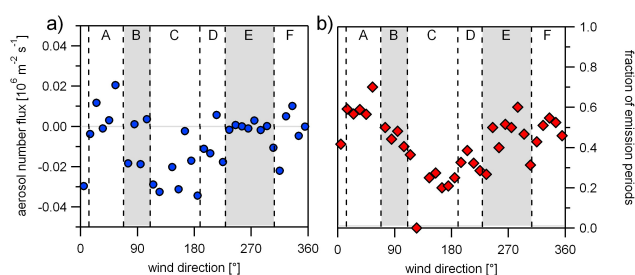 a)
A B C D E F
aerosol number flux [10⁶ m⁻² s⁻¹]
0.04
0.02
0.00
-0.02
-0.04
0 90 180 270 360
wind direction [°]
b)
A B C D E F
1.0
0.8
0.6
0.4
0.2
0.0
fraction of emission periods
0 90 180 270 360
wind direction [°]